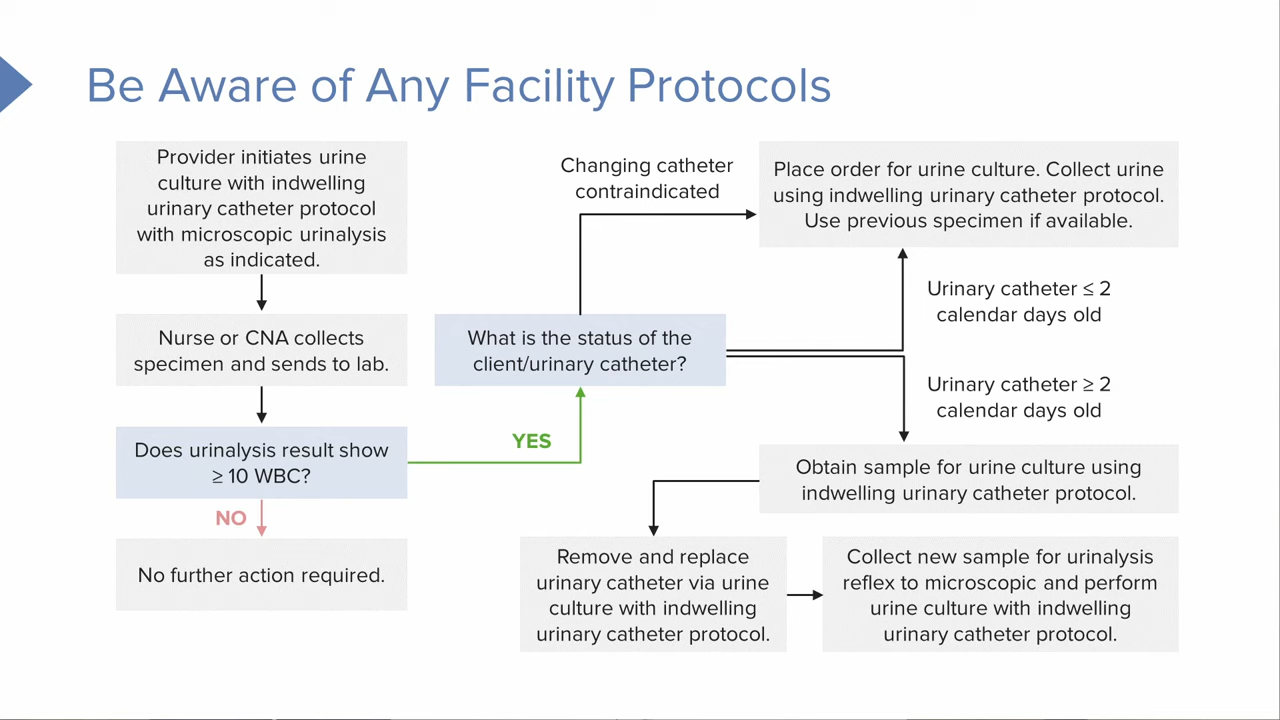 Be Aware of Any Facility Protocols
Provider initiates urine
culture with indwelling
urinary catheter protocol
with microscopic urinalysis
as indicated.
Nurse or CNA collects
specimen and sends to lab.
Does urinalysis result show
≥ 10 WBC?
NO
No further action required.
YES
What is the status of the
client/urinary catheter?
Changing catheter
contraindicated
Place order for urine culture. Collect urine
using indwelling urinary catheter protocol.
Use previous specimen if available.
Urinary catheter ≤ 2
calendar days old
Urinary catheter ≥ 2
calendar days old
Obtain sample for urine culture using
indwelling urinary catheter protocol.
Remove and replace
urinary catheter via urine
culture with indwelling
urinary catheter protocol.
Collect new sample for urinalysis
reflex to microscopic and perform
urine culture with indwelling
urinary catheter protocol.